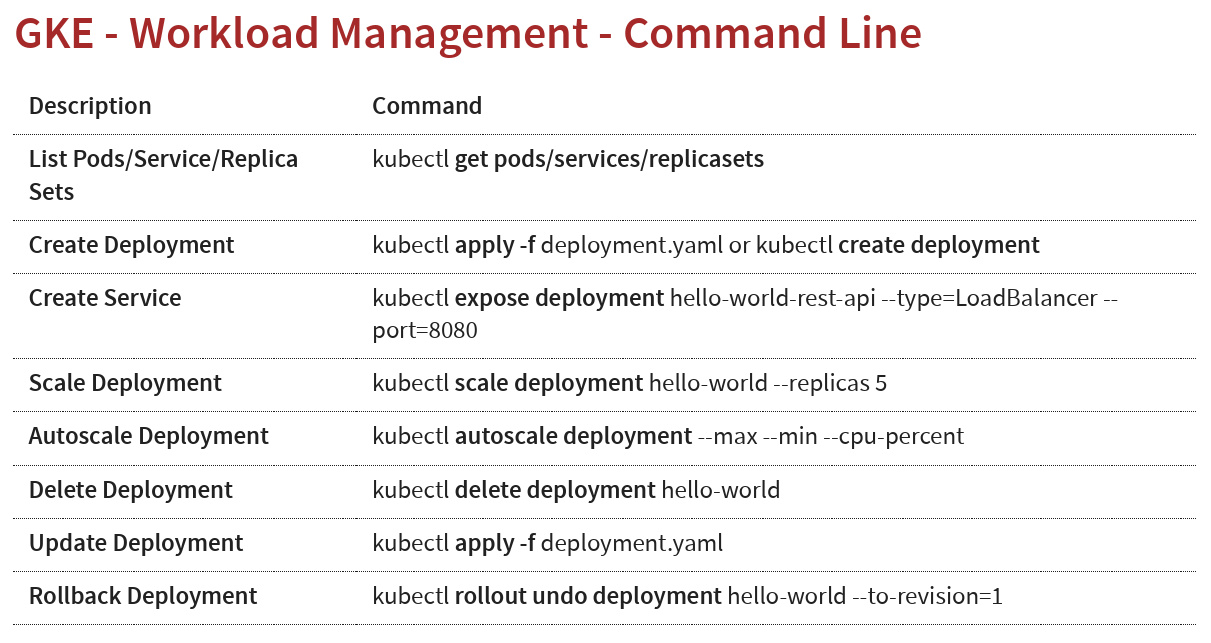 GKE - Workload Management - Command Line
Description Command
List Pods/Service/Replica kubectl get pods/services/replicasets
Sets
Create Deployment kubectl apply -f deployment.yaml or kubectl create deployment
Create Service kubectl expose deployment hello-world-rest-api --type=LoadBalancer --
port=8080
Scale Deployment kubectl scale deployment hello-world --replicas 5
Autoscale Deployment kubectl autoscale deployment --max --min --cpu-percent
Delete Deployment kubectl delete deployment hello-world
Update Deployment kubectl apply -f deployment.yaml
Rollback Deployment kubectl rollout undo deployment hello-world --to-revision=1